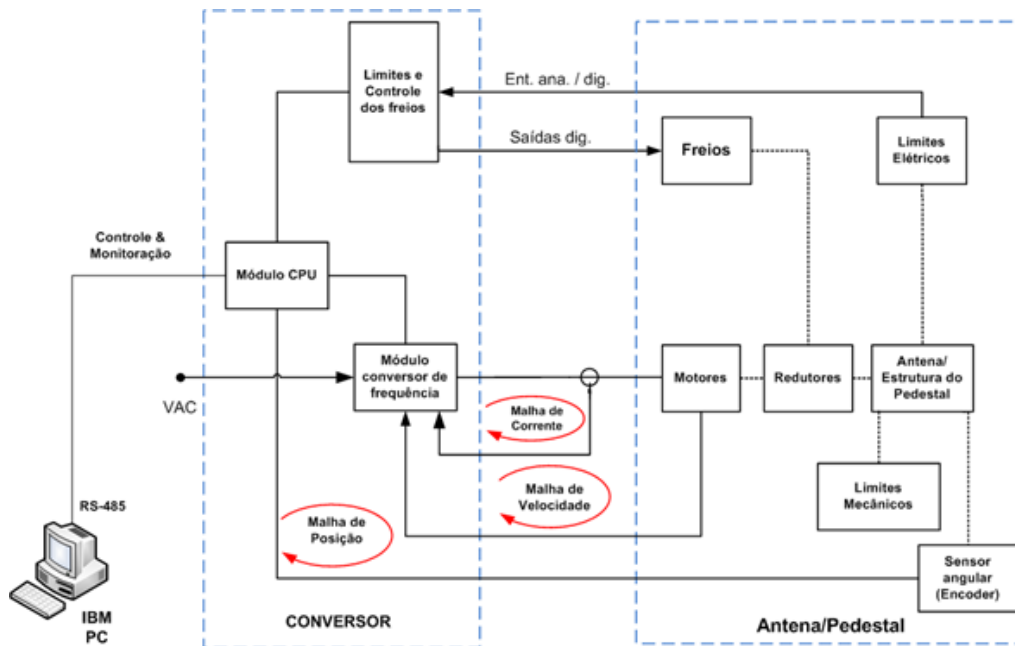 Limites e
Controle
dos freios
Ent. ana. / dig.
Saídas dig.
Freios
Limites
Elétricos
Controle &
Monitoração
Módulo CPU
Módulo
conversor de
frequência
VAC
Motores
Redutores
Antena/
Estrutura do
Pedestal
Malha de
Corrente
Malha de
Velocidade
Limites
Mecânicos
RS-485
Malha de
Posição
Sensor
angular
(Encoder)
IBM
PC
CONVERSOR
Antena/Pedestal